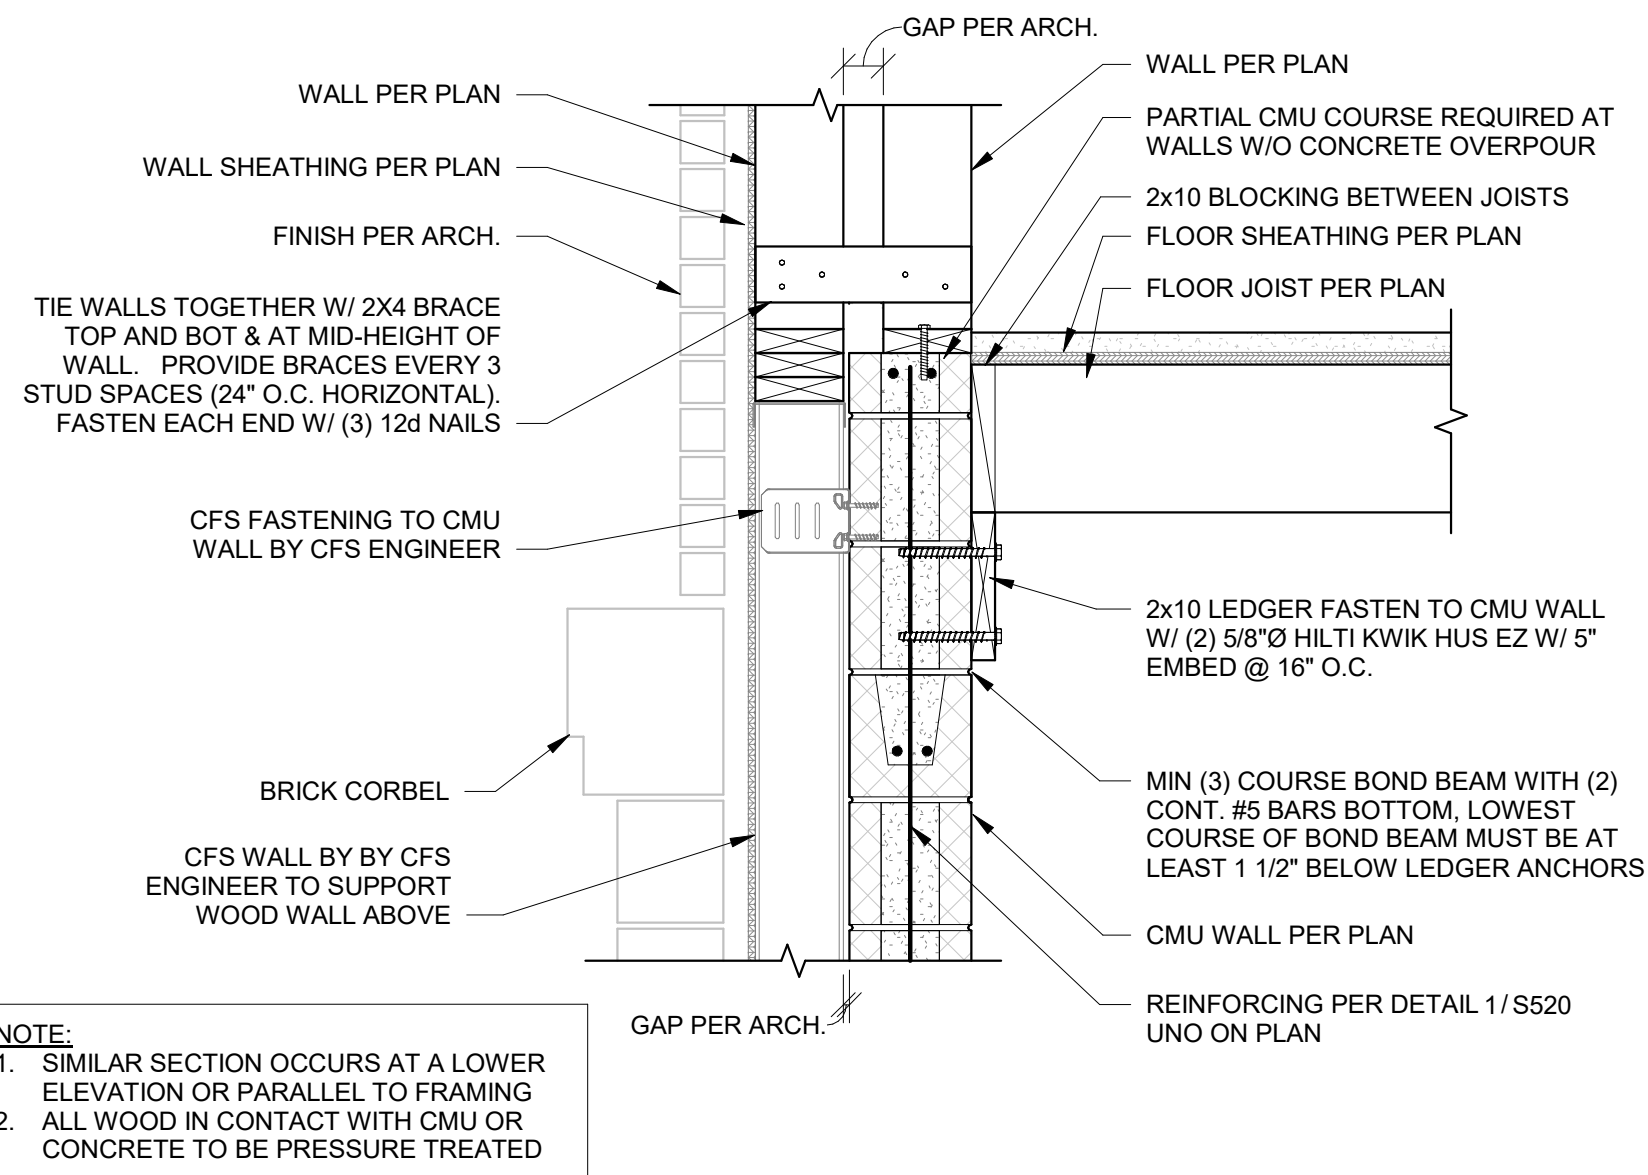 GAP PER ARCH.
WALL PER PLAN
WALL SHEATHING PER PLAN
FINISH PER ARCH.
TIE WALLS TOGETHER W/ 2X4 BRACE
TOP AND BOT & AT MID-HEIGHT OF
WALL. PROVIDE BRACES EVERY 3
STUD SPACES (24" O.C. HORIZONTAL).
FASTEN EACH END W/ (3) 12d NAILS
CFS FASTENING TO CMU
WALL BY CFS ENGINEER
BRICK CORBEL
CFS WALL BY BY CFS
ENGINEER TO SUPPORT
WOOD WALL ABOVE
WALL PER PLAN
PARTIAL CMU COURSE REQUIRED AT
WALLS W/O CONCRETE OVERPOUR
2x10 BLOCKING BETWEEN JOISTS
FLOOR SHEATHING PER PLAN
FLOOR JOIST PER PLAN
2x10 LEDGER FASTEN TO CMU WALL
W/ (2) 5/8"Ø HILTI KWIK HUS EZ W/ 5"
EMBED @ 16" O.C.
MIN (3) COURSE BOND BEAM WITH (2)
CONT. #5 BARS BOTTOM, LOWEST
COURSE OF BOND BEAM MUST BE AT
LEAST 1 1/2" BELOW LEDGER ANCHORS
CMU WALL PER PLAN
REINFORCING PER DETAIL 1/S520
UNO ON PLAN
GAP PER ARCH.
NOTE:
1. SIMILAR SECTION OCCURS AT A LOWER
ELEVATION OR PARALLEL TO FRAMING
2. ALL WOOD IN CONTACT WITH CMU OR
CONCRETE TO BE PRESSURE TREATED